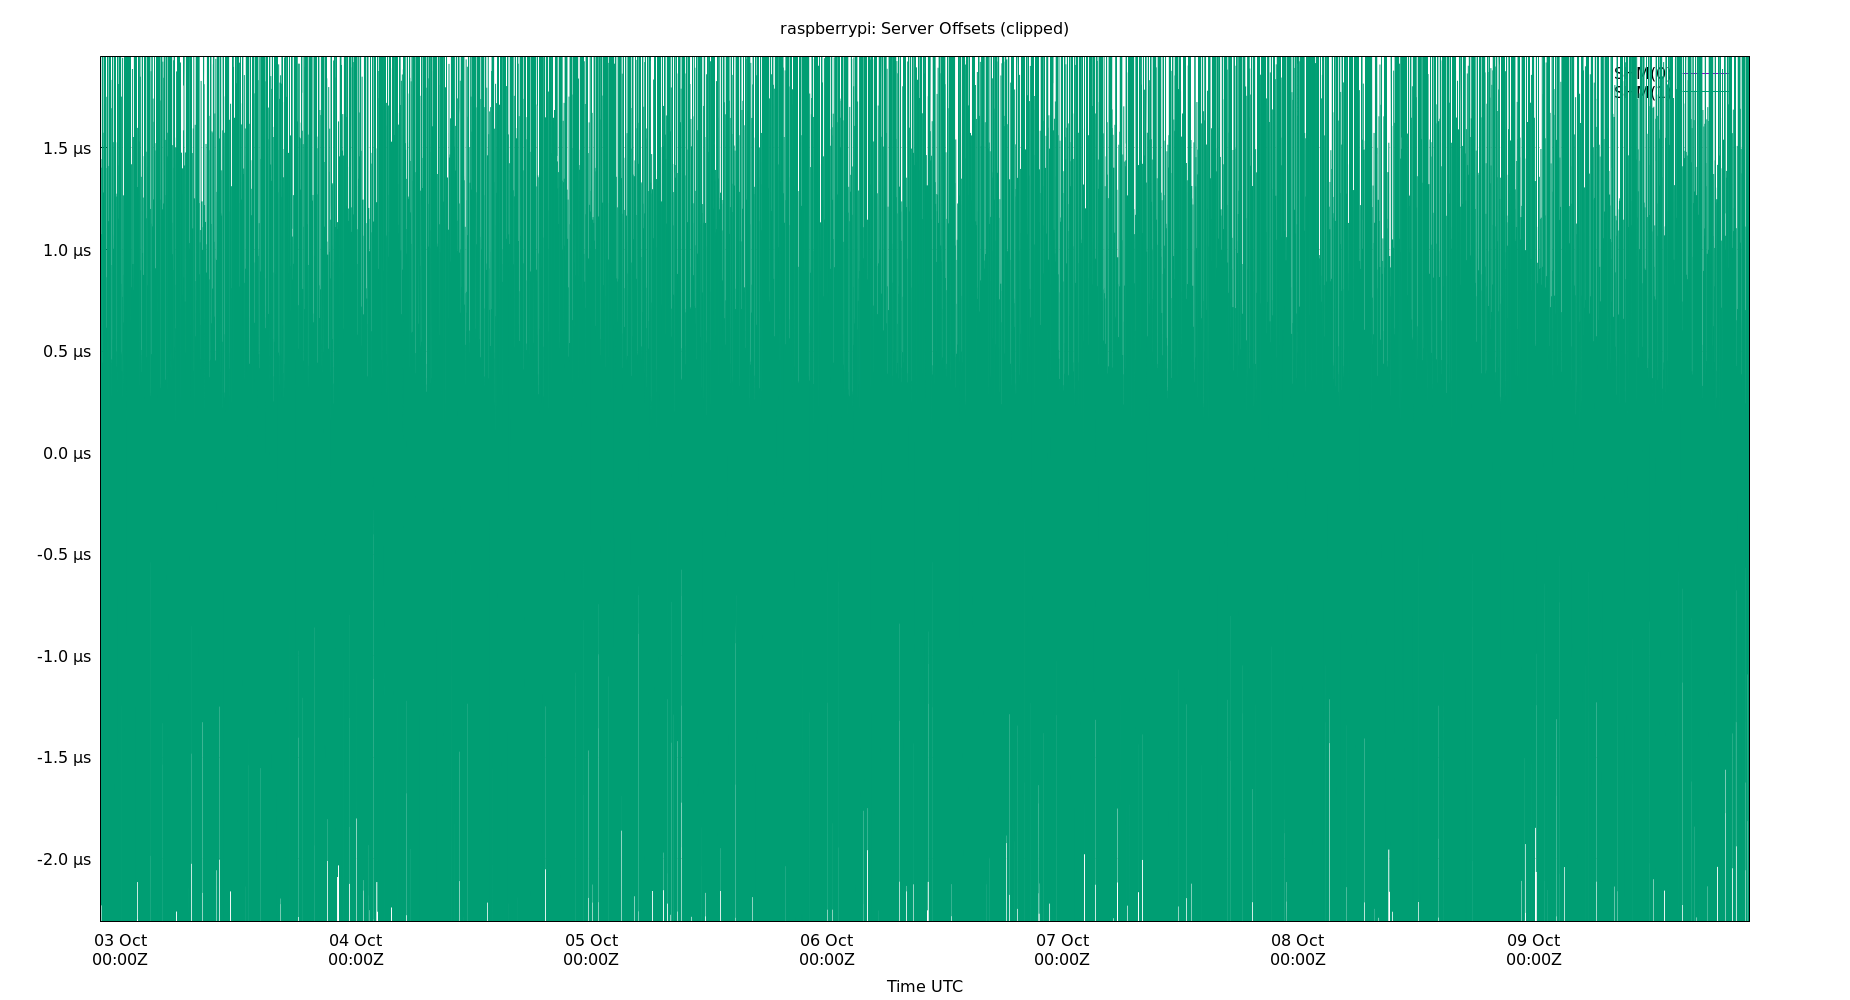 raspberrypi: Server Offsets (clipped)
1.5 µs
1.0 µs
0.5 µs
0.0 µs
-0.5 µs
-1.0 µs
-1.5 µs
-2.0 µs
03 Oct 04 Oct 05 Oct 06 Oct 07 Oct 08 Oct 09 Oct
00:00Z 00:00Z 00:00Z 00:00Z 00:00Z 00:00Z 00:00Z
Time UTC